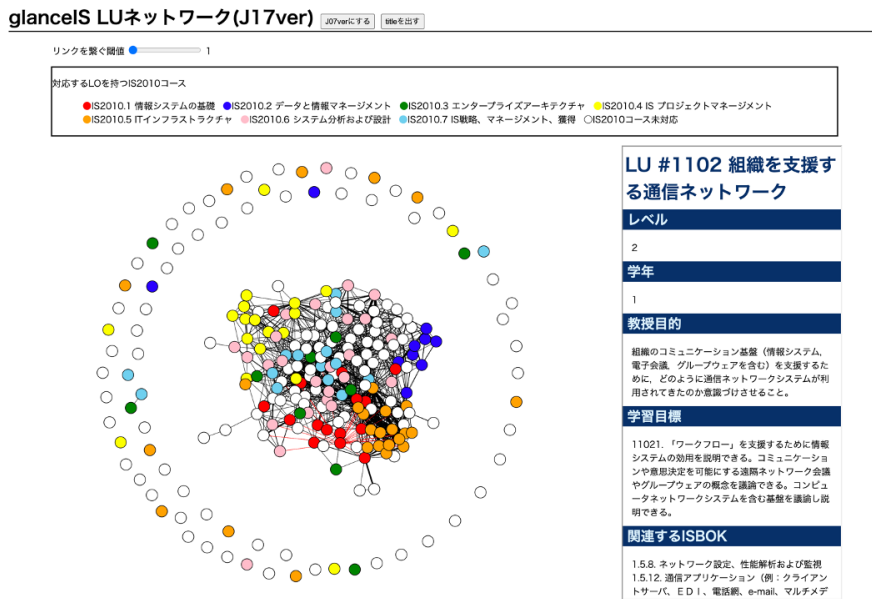 glanceIS LUネットワーク(J17ver) J07verにする titleを出す
リンクを繋ぐ閾値 1
対応するLOを持つIS2010コース
IS2010.1 情報システムの基礎 IS2010.2 データと情報マネージメント IS2010.3 エンタープライズアーキテクチャ IS2010.4 IS プロジェクトマネージメント
IS2010.5 ITインフラストラクチャ IS2010.6 システム分析および設計 IS2010.7 IS戦略、マネージメント、獲得 IS2010コース未対応
LU #1102 組織を支援す
る通信ネットワーク
レベル
2
学年
1
教授目的
組織のコミュニケーション基盤（情報システム,
電子会議，グループウェアを含む）を支援するた
めに，どのように通信ネットワークシステムが利
用されてきたのか意識づけさせること。
学習目標
11021. 「ワークフロー」を支援するために情報
システムの効用を説明できる。コミュニケーショ
ンや意思決定を可能にする遠隔ネットワーク会議
やグループウェアの概念を議論できる。コンピュ
ータネットワークシステムを含む基盤を議論し説
明できる。
関連するISBOK
1.5.8. ネットワーク設定、性能解析および監視
1.5.12. 通信アプリケーション（例：クライアン
トサーバ、ＥＤＩ、電話網、e-mail、マルチメデ